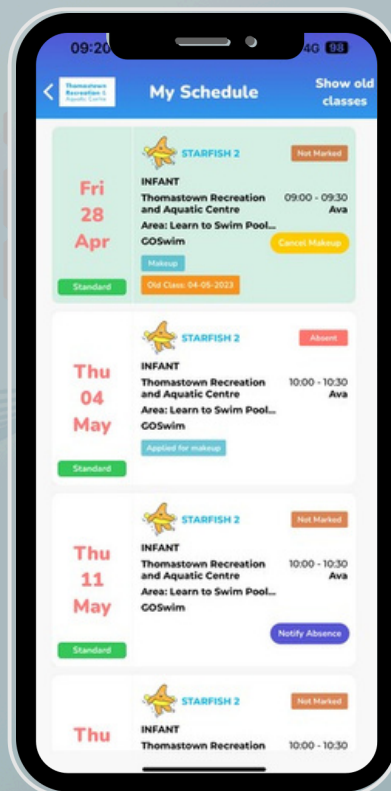 09:20
4G 98
Thomastown
Recreation &
Aquatic Centre
My Schedule
Show old
classes
Fri
28
Apr
Standard
STARFISH 2
Not Marked
INFANT
Thomastown Recreation
and Aquatic Centre
09:00 - 09:30
Ava
Area: Learn to Swim Pool...
GOSwim
Cancel Makeup
Makeup
Old Class: 04-05-2023
Thu
04
May
Standard
STARFISH 2
Absent
INFANT
Thomastown Recreation
and Aquatic Centre
10:00 - 10:30
Ava
Area: Learn to Swim Pool...
GOSwim
Applied for makeup
Thu
11
May
Standard
STARFISH 2
Not Marked
INFANT
Thomastown Recreation
and Aquatic Centre
10:00 - 10:30
Ava
Area: Learn to Swim Pool...
GOSwim
Notify Absence
Thu
STARFISH 2
Not Marked
INFANT
Thomastown Recreation
10:00 - 10:30